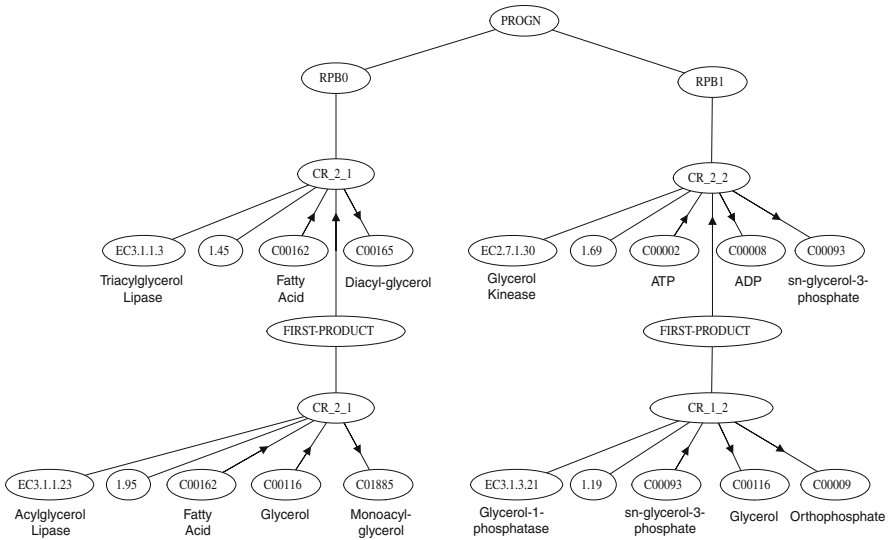 PROGN
RPB0 RPB1
CR_2_1 CR_2_2
EC3.1.1.3 1.45 C00162 C00165 EC2.7.1.30 1.69 C00002 C00008 C00093
Triacylglycerol Fatty Diacyl-glycerol Glycerol ATP ADP sn-glycerol-3-
Lipase Acid Kinase phosphate
FIRST-PRODUCT FIRST-PRODUCT
CR_2_1 CR_1_2
EC3.1.1.23 1.95 C00162 C00116 C01885 EC3.1.3.21 1.19 C00093 C00116 C00009
Acylglycerol Fatty Glycerol Monoacyl- Glycerol-1- sn-glycerol-3- Glycerol Orthophosphate
Lipase Acid glycerol phosphatase phosphate